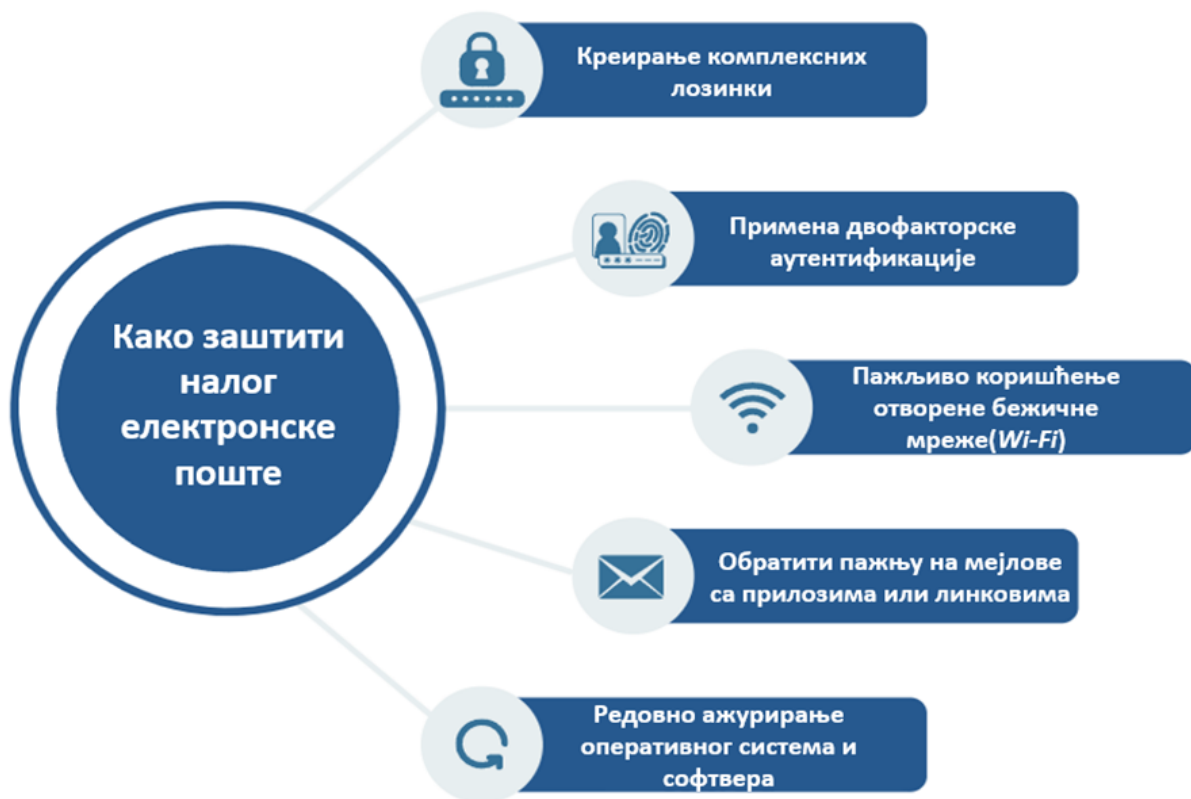 Креирање комплексних
лозинки
Примена двофакторске
аутентификације
Како заштити
налог
електронске
поште
Пажљиво коришћење
отворене бежичне
мреже(Wi-Fi)
Обратити пажњу на мејлове
са прилозима или линковима
Редовно ажурирање
оперативног система и
софтвера